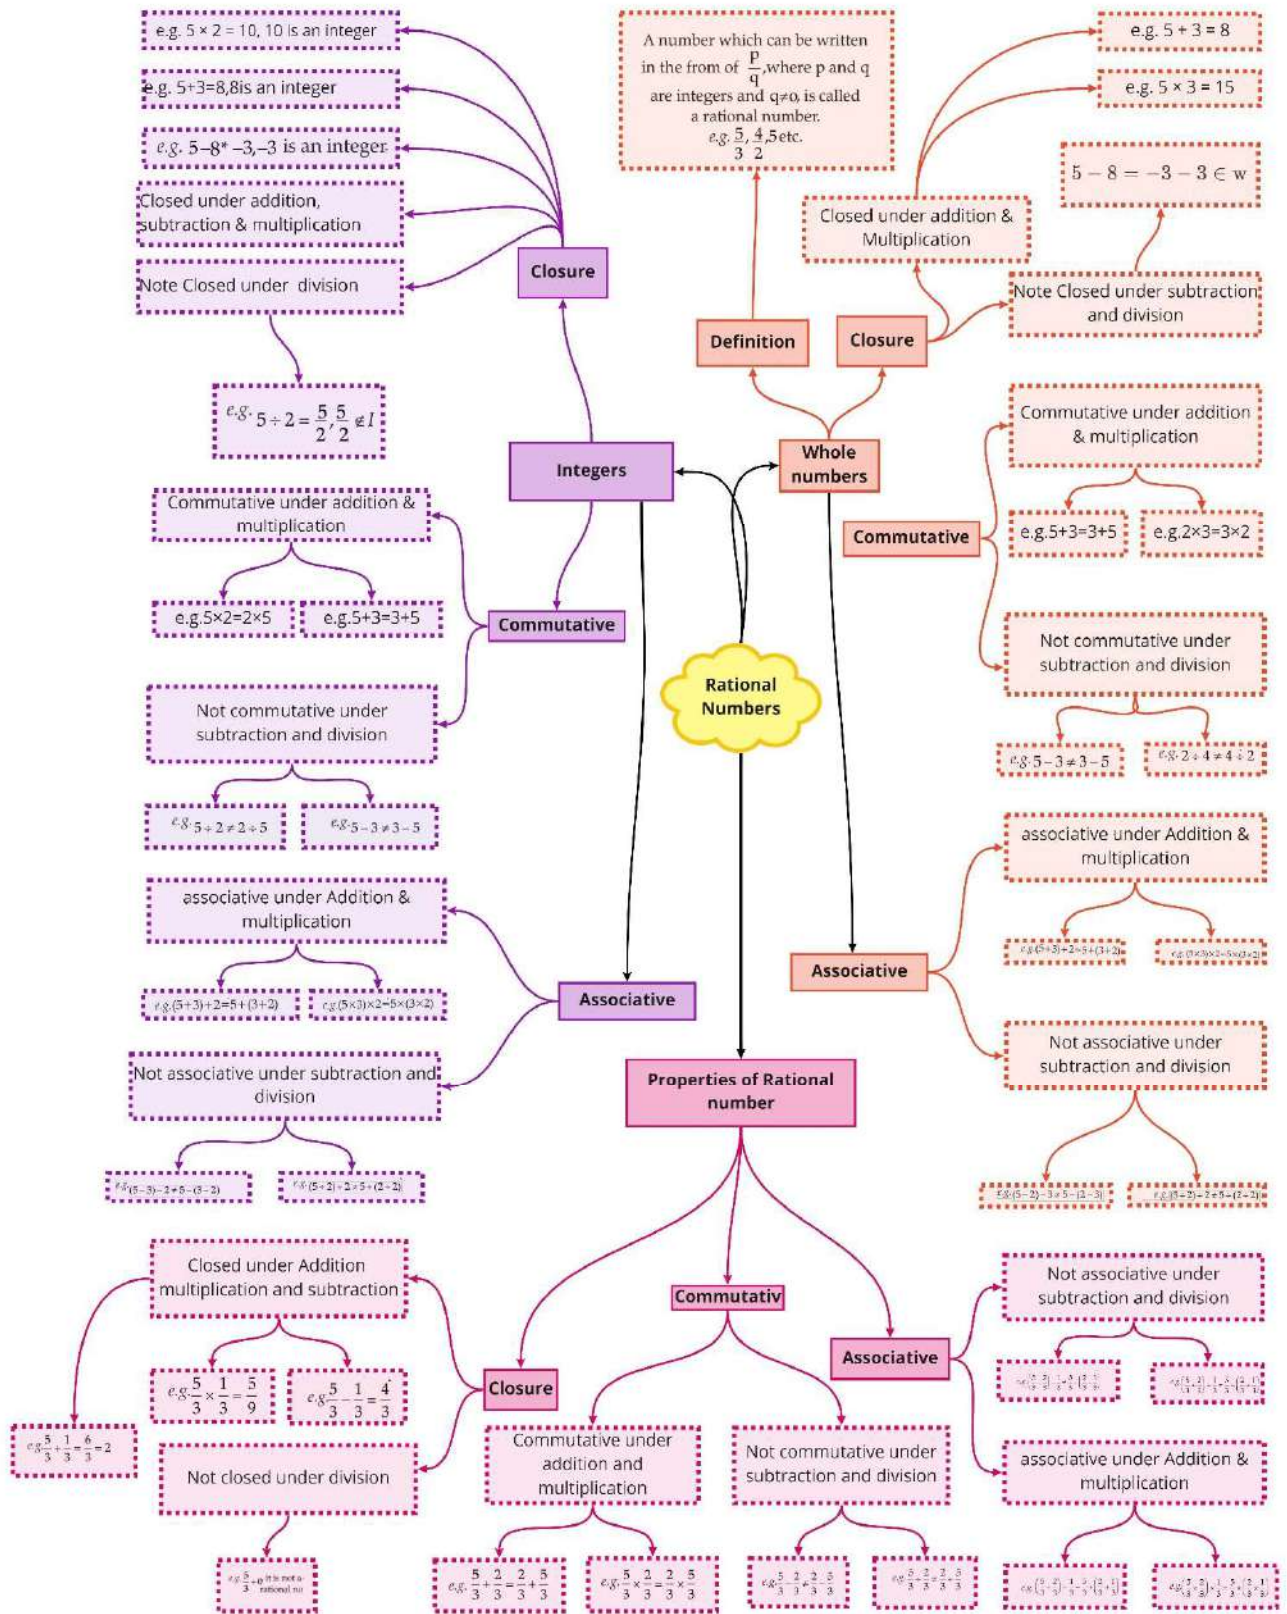 e.g. 5 × 2 = 10, 10 is an integer
e.g. 5+3=8,8is an integer
e.g. 5–8* –3,–3 is an integer
Closed under addition,
subtraction & multiplication
Note Closed under division
Closure
e.g. 5 ÷ 2 = 5/2, 5/2 ∉ I
Integers
Commutative under addition &
multiplication
e.g.5×2=2×5
e.g.5+3=3+5
Commutative
Not commutative under
subtraction and division
e.g. 5 ÷ 2 ≠ 2 ÷ 5
e.g. 5 – 3 ≠ 3 – 5
associative under Addition &
multiplication
e.g.(5+3)+2=5+(3+2)
e.g.(5×3)×2=5×(3×2)
Associative
Not associative under subtraction and
division
A number which can be written
in the from of p/q, where p and q
are integers and q≠0, is called
a rational number.
e.g. 5/3, 4/2, 5 etc.
e.g. 5 + 3 = 8
e.g. 5 × 3 = 15
5 – 8 = –3 – 3 ∈ w
Closed under addition &
Multiplication
Note Closed under subtraction
and division
Definition
Closure
Whole
numbers
Commutative under addition
& multiplication
e.g.5+3=3+5
e.g.2×3=3×2
Commutative
Not commutative under
subtraction and division
e.g. 5 – 3 ≠ 3 – 5
e.g. 2 ÷ 4 ≠ 4 ÷ 2
Rational
Numbers
associative under Addition &
multiplication
Associative
Not associative under
subtraction and division
Properties of Rational
number
Closed under Addition
multiplication and subtraction
e.g. 5/3 × 1/3 = 5/9
e.g. 5/3 – 1/3 = 4/3
e.g. 5/3 + 1/3 = 6/3 = 2
Closure
Not closed under division
e.g. 5/3 ÷ 0 it is not a
rational no
Commutativ
Commutative under
addition and
multiplication
e.g. 5/3 + 2/3 = 2/3 + 5/3
e.g. 5/3 × 2/3 = 2/3 × 5/3
Not commutative under
subtraction and division
Associative
Not associative under
subtraction and division
associative under Addition &
multiplication